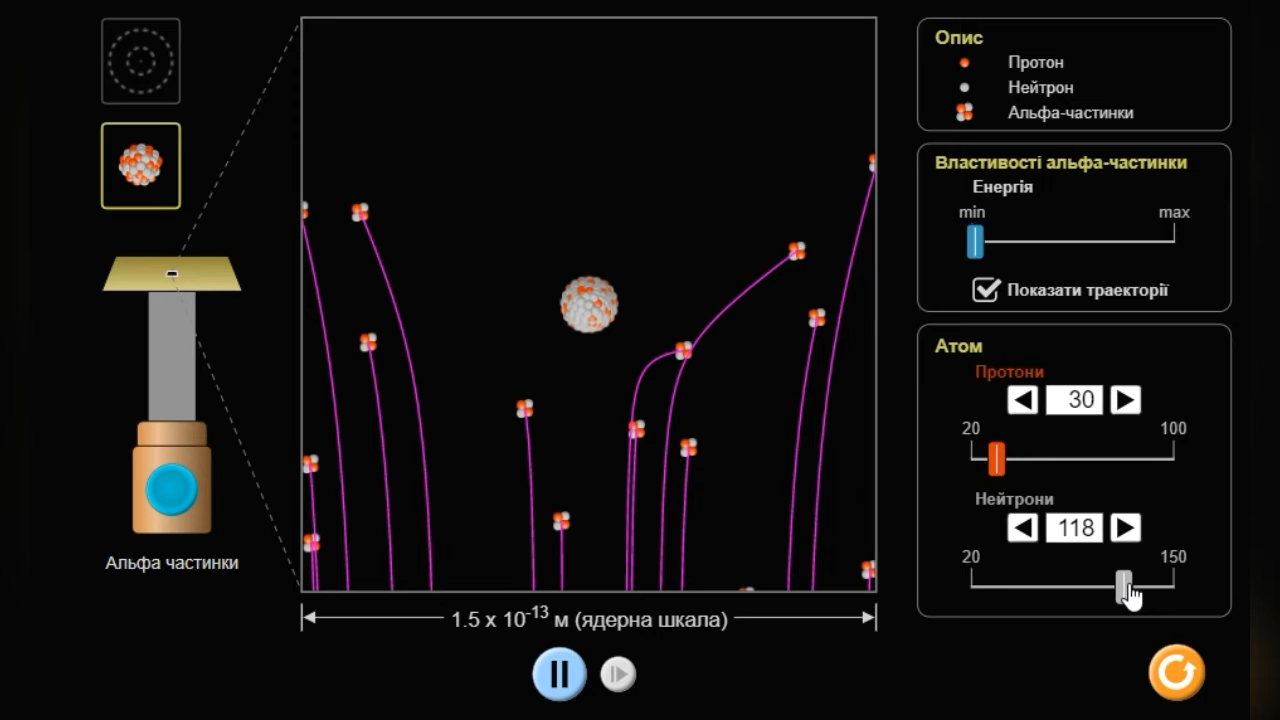 Опис
Протон
Нейтрон
Альфа-частинки
Властивості альфа-частинки
Енергія
min max
Показати траекторії
Атом
Протони
30
20 100
Нейтрони
118
20 150
Альфа частинки
1.5 x 10⁻¹³ м (ядерна шкала)